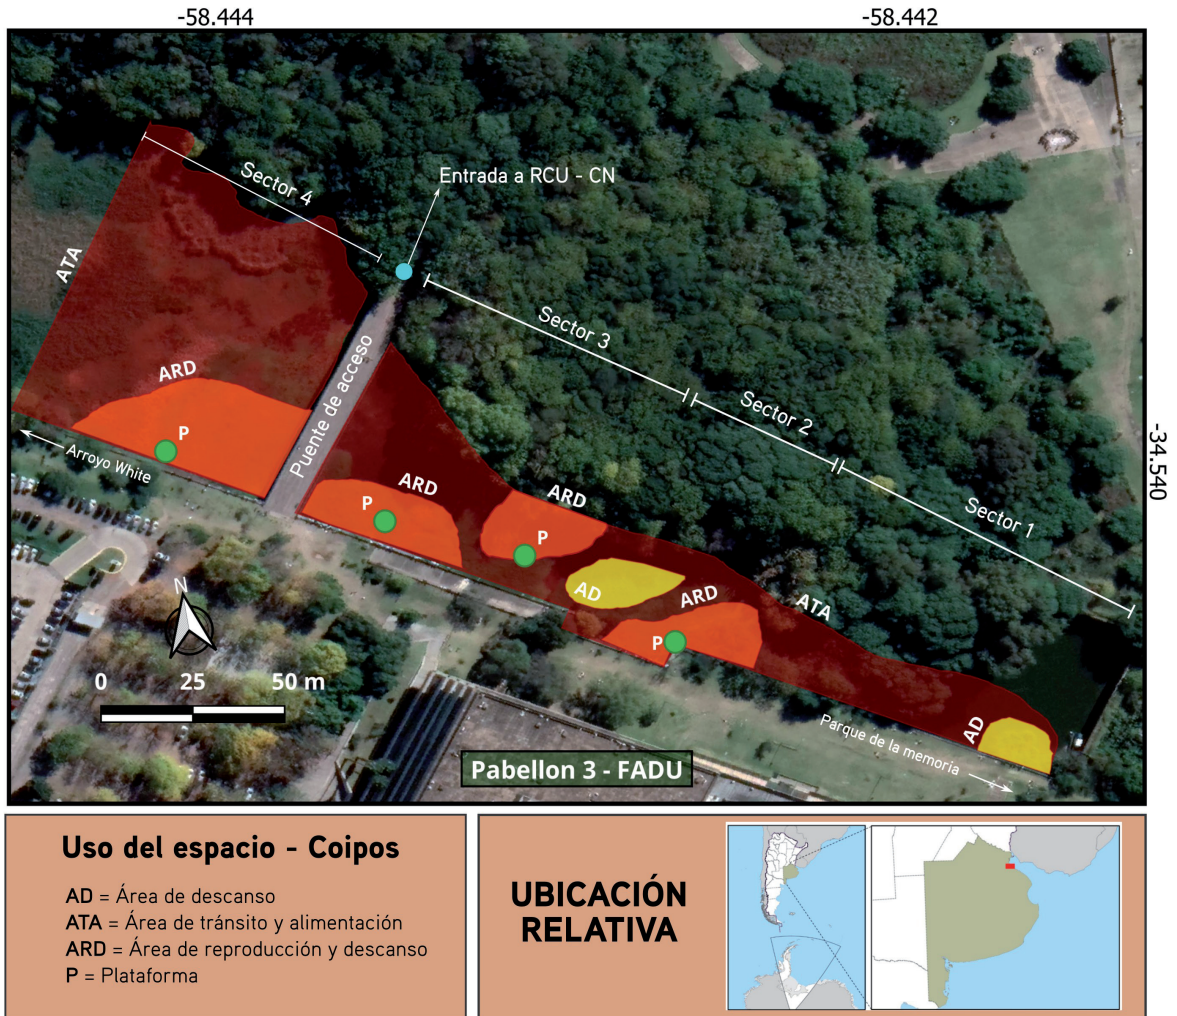 -58.444
-58.442
Entrada a RCU - CN
Sector 4
ATA
Sector 3
ARD
Puente de acceso
Sector 2
P
Arroyo White
-34.540
ARD
P
ARD
P
Sector 1
AD
ARD
ATA
P
N
0 25 50 m
AD
Parque de la memoria
Pabellon 3 - FADU
Uso del espacio - Coipos
AD = Área de descanso
ATA = Área de tránsito y alimentación
ARD = Área de reproducción y descanso
P = Plataforma
UBICACIÓN
RELATIVA